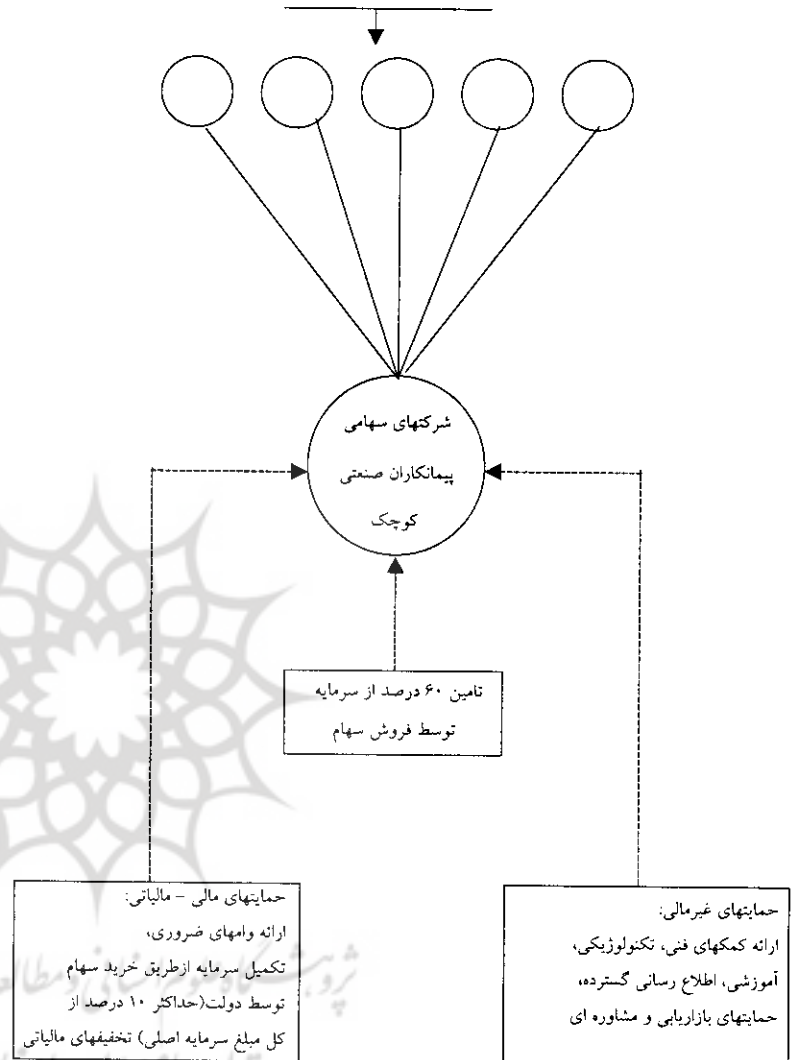 شرکتهای سهامی
پیمانکاران صنعتی
کوچک
تامین ۶۰ درصد از سرمایه
توسط فروش سهام
حمایتهای غیرمالی:
ارائه کمکهای فنی، تکنولوژیکی،
آموزشی، اطلاع رسانی گسترده،
حمایتهای بازاریابی و مشاوره ای
حمایتهای مالی – مالیاتی:
ارائه وامهای ضروری،
تکمیل سرمایه ازطریق خرید سهام
توسط دولت(حداکثر ۱۰ درصد از
کل مبلغ سرمایه اصلی) تخفیفهای مالیاتی